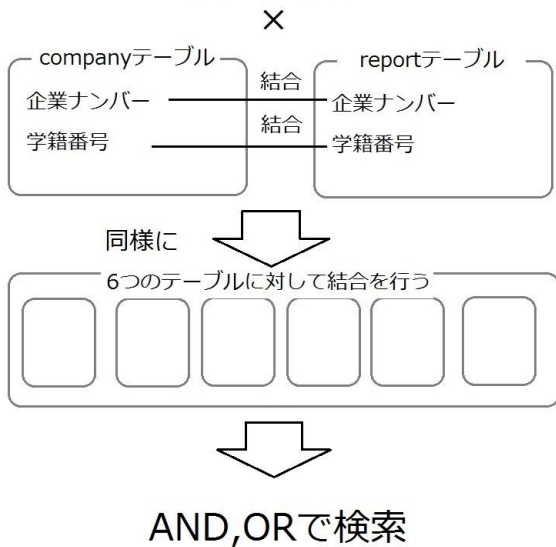 ×
companyテーブル
reportテーブル
結合
企業ナンバー
企業ナンバー
結合
学籍番号
学籍番号
同様に
6つのテーブルに対して結合を行う
AND,ORで検索